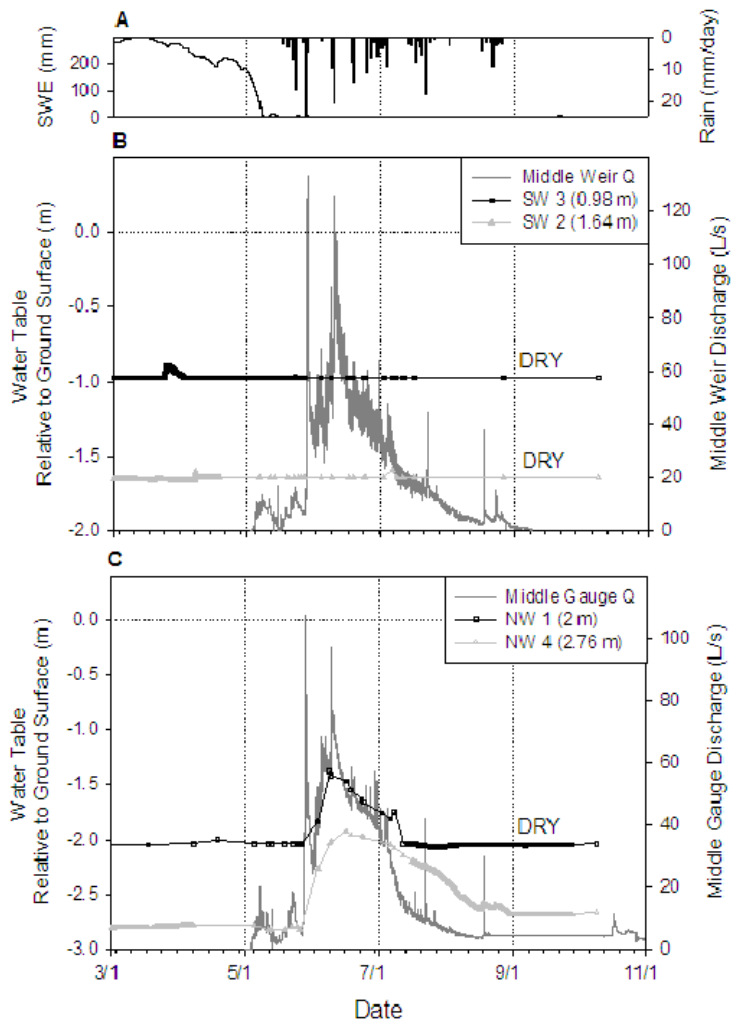 A
SWE (mm)
200
100
0
0
10
20
Rain (mm/day)
B
Water Table
Relative to Ground Surface (m)
0.0
-0.5
-1.0
-1.5
-2.0
Middle Weir Q
SW 3 (0.98 m)
SW 2 (1.64 m)
DRY
DRY
120
100
80
60
40
20
0
Middle Weir Discharge (L/s)
C
Water Table
Relative to Ground Surface (m)
0.0
-0.5
-1.0
-1.5
-2.0
-2.5
-3.0
Middle Gauge Q
NW 1 (2 m)
NW 4 (2.76 m)
DRY
100
80
60
40
20
0
Middle Gauge Discharge (L/s)
3/1 5/1 7/1 9/1 11/1
Date